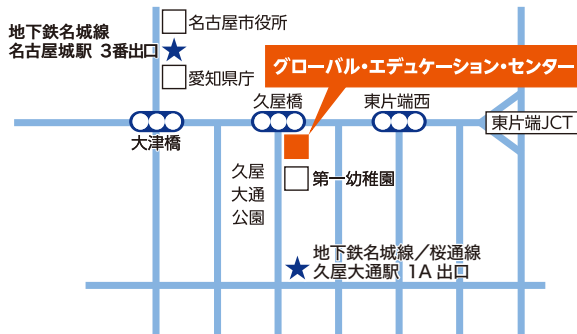 地下鉄名城線
名古屋城駅 3番出口
名古屋市役所
愛知県庁
グローバル・エデュケーション・センター
久屋橋
東片端西
東片端JCT
大津橋
久屋
大通
公園
第一幼稚園
地下鉄名城線／桜通線
久屋大通駅 1A 出口